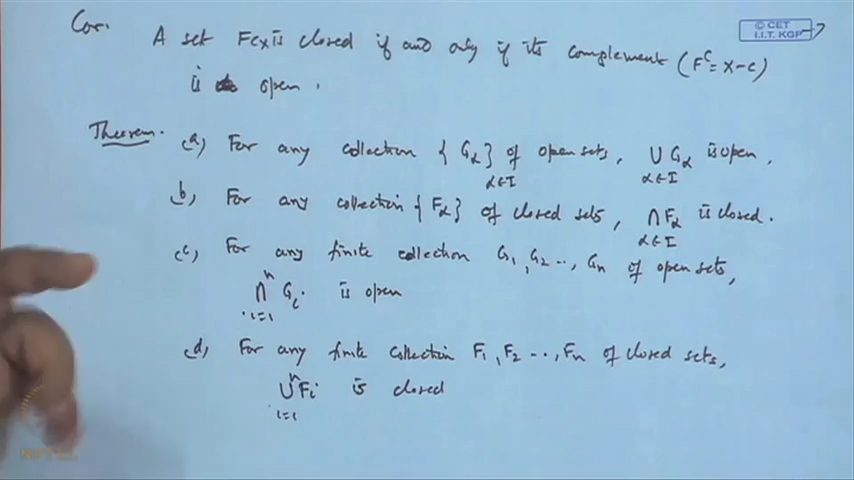 © CET
I.I.T. KGP
Cor. A set F⊂X is closed if and only if its complement (F^c = X-C)
is open.
Theorem. (a) For any collection {Gα}α∈I of open sets, ∪α∈I Gα is open.
(b) For any collection {Fα} of closed sets, ∩α∈I Fα is closed.
(c) For any finite collection G1, G2 .., Gn of open sets,
∩_{i=1}^n Gi is open
(d) For any finite collection F1, F2 ..., Fn of closed sets,
∪_{i=1}^n Fi is closed
NPTEL